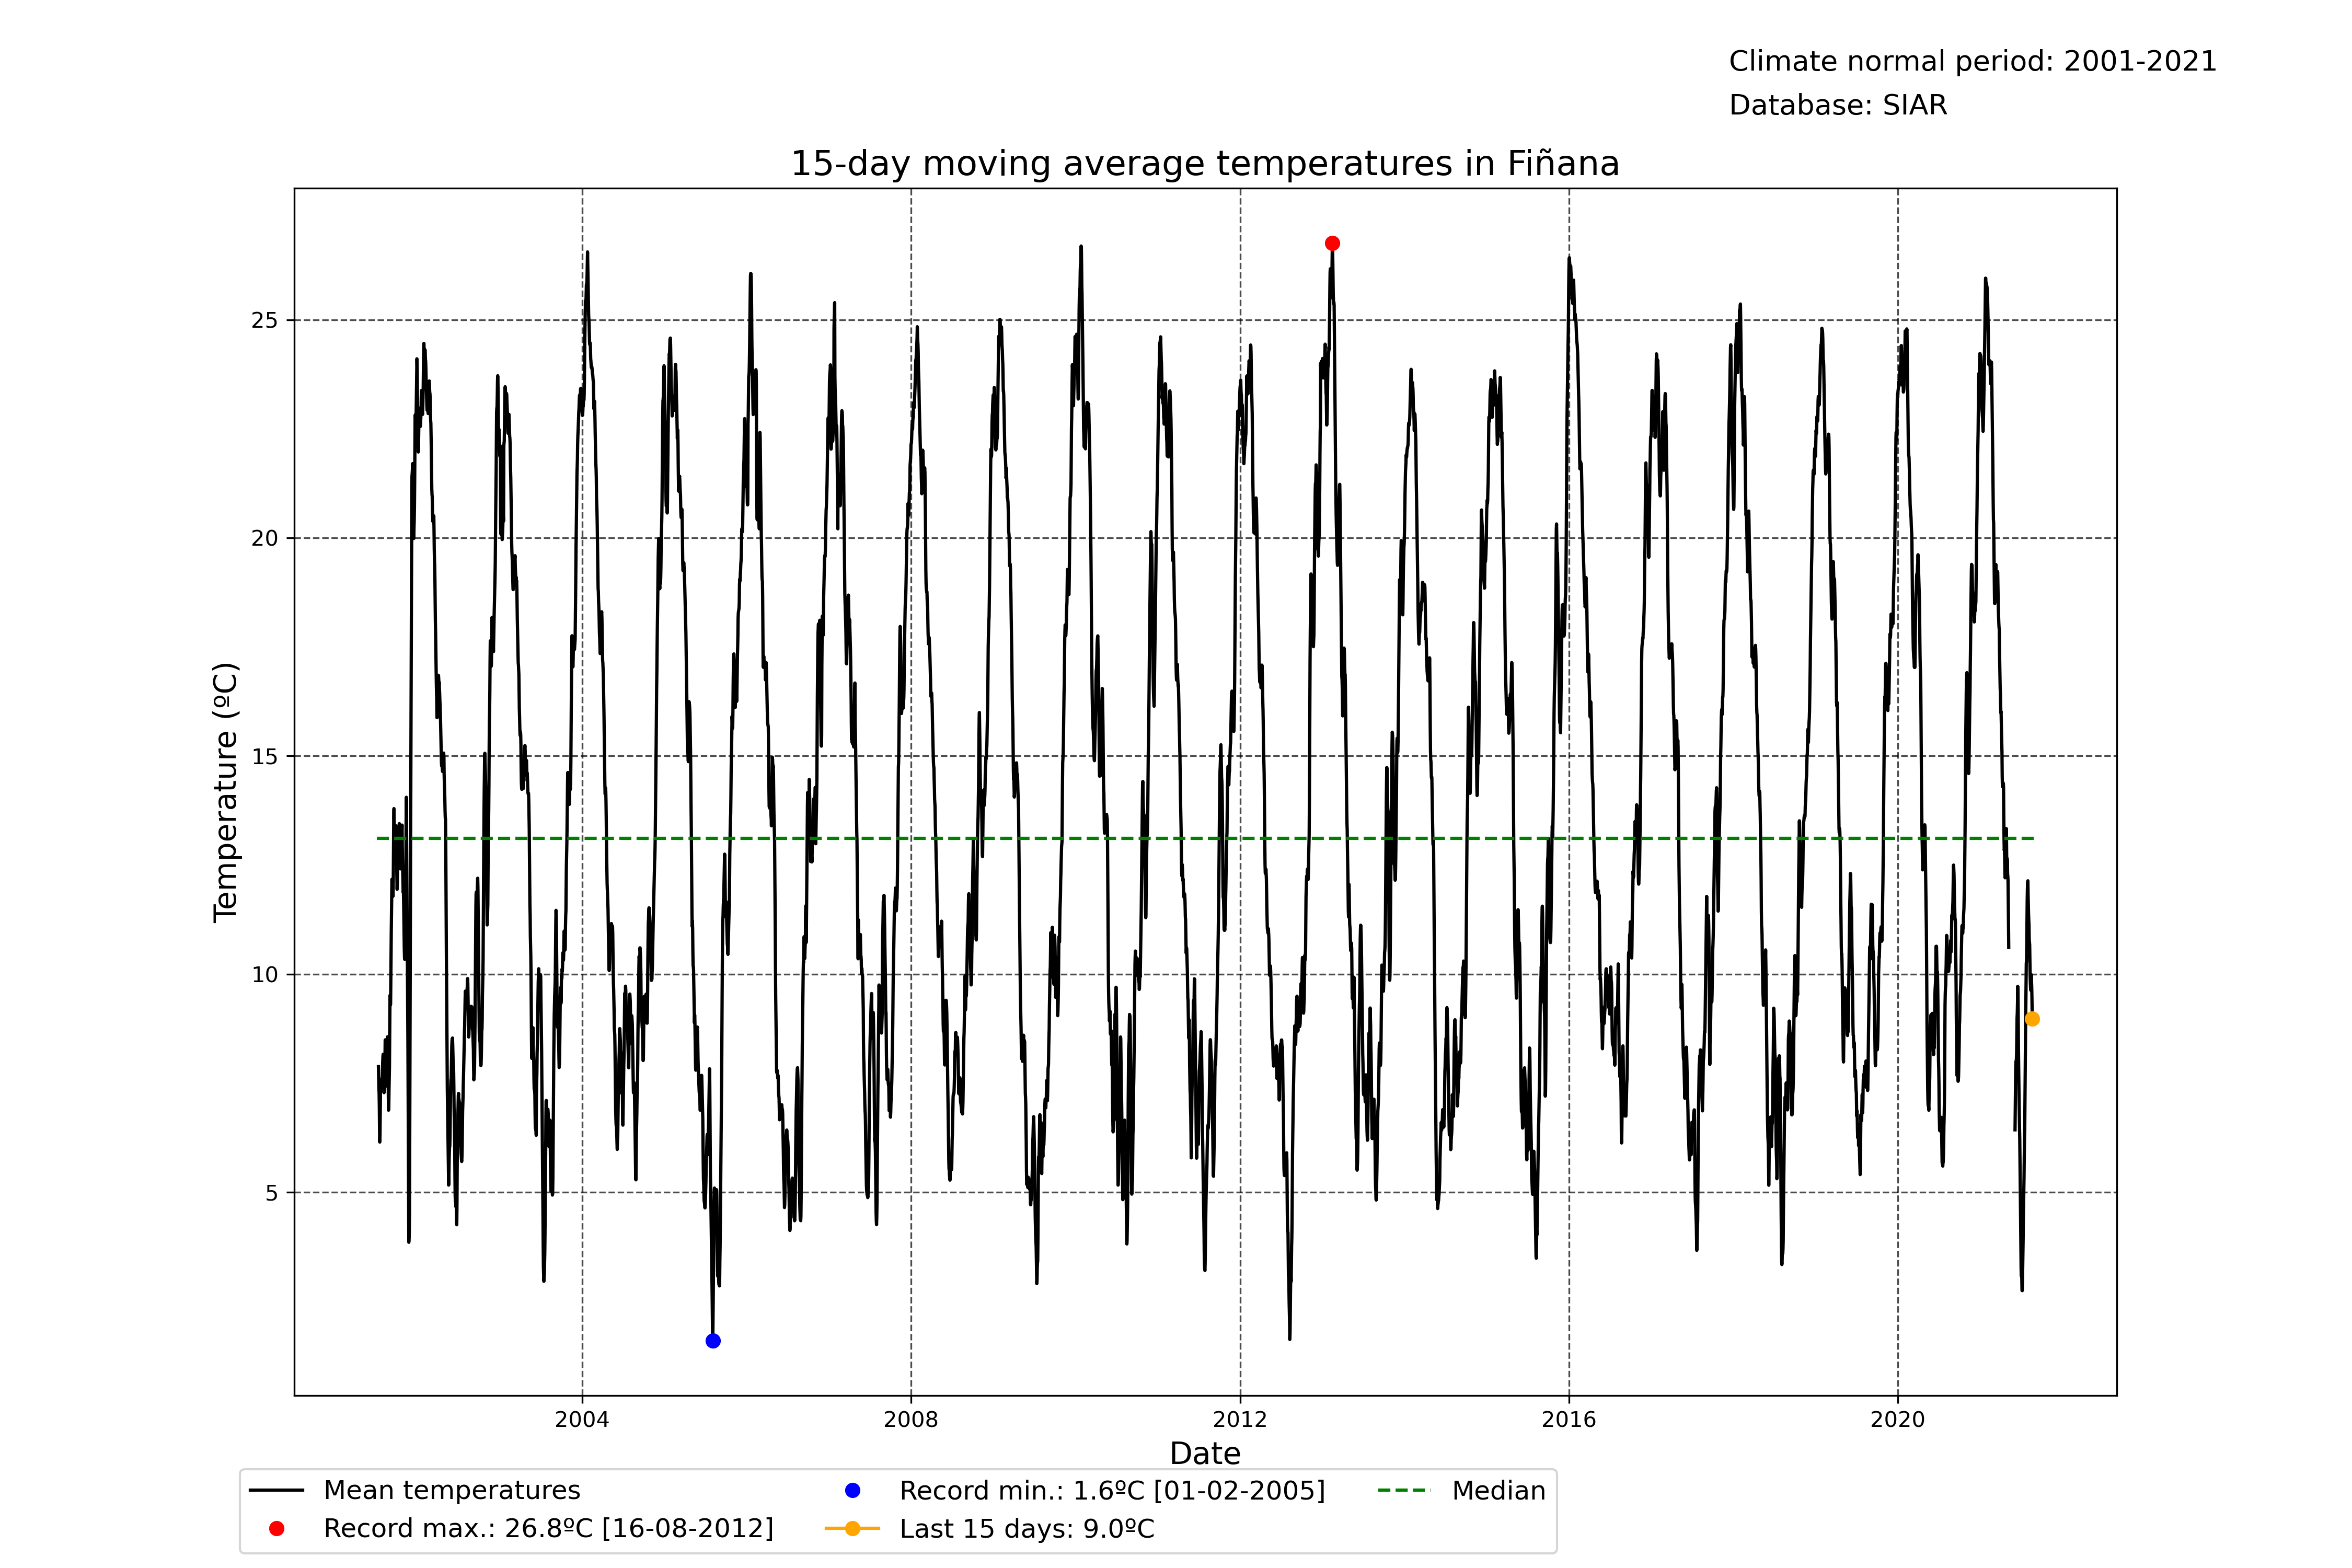 Climate normal period: 2001-2021
Database: SIAR
15-day moving average temperatures in Fiñana
25
20
15
10
5
Temperature (ºC)
2004
2008
2012
2016
2020
Date
Mean temperatures
Record max.: 26.8ºC [16-08-2012]
Record min.: 1.6ºC [01-02-2005]
Last 15 days: 9.0ºC
Median